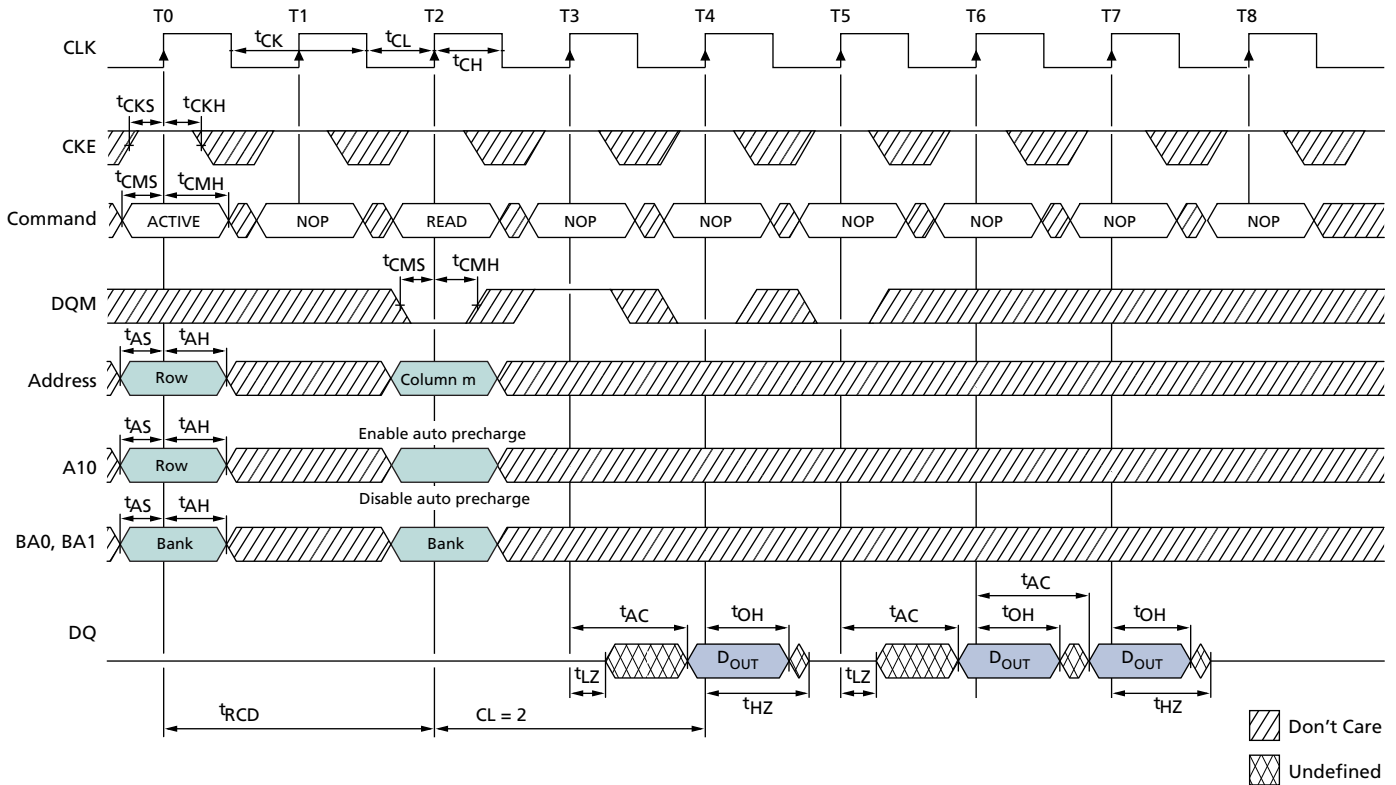 T0 T1 T2 T3 T4 T5 T6 T7 T8
CLK tCK tCL
tCH
tCKS tCKH
CKE
tCMS tCMH
Command ACTIVE NOP READ NOP NOP NOP NOP NOP NOP
tCMS tCMH
DQM
tAS tAH
Address Row Column m
tAS tAH Enable auto precharge
A10 Row
tAS tAH Disable auto precharge
BA0, BA1 Bank Bank
tAC
tAC tOH tAC tOH tOH
DQ DOUT DOUT DOUT
tLZ tLZ
tHZ tHZ
tRCD CL = 2
Don't Care
Undefined